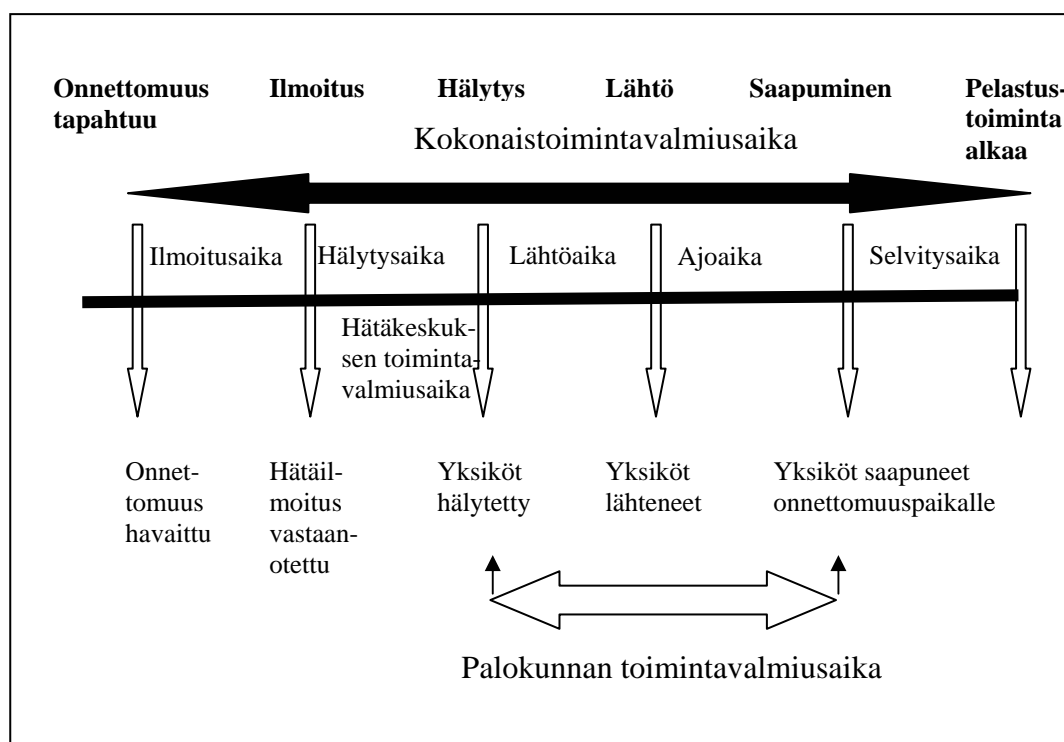 Onnettomuus Ilmoitus Hälytys Lähtö Saapuminen Pelastus-
tapahtuu toiminta
alkaa
Kokonaistoimintavalmiusaika
Ilmoitusaika Hälytysaika Lähtöaika Ajoaika Selvitysaika
Hätäkeskuk-
sen toiminta-
valmiusaika
Onnet-
tomuus
havaittu
Hätäil-
moitus
vastaan-
otettu
Yksiköt
hälytetty
Yksiköt
lähteneet
Yksiköt saapuneet
onnettomuuspaikalle
Palokunnan toimintavalmiusaika